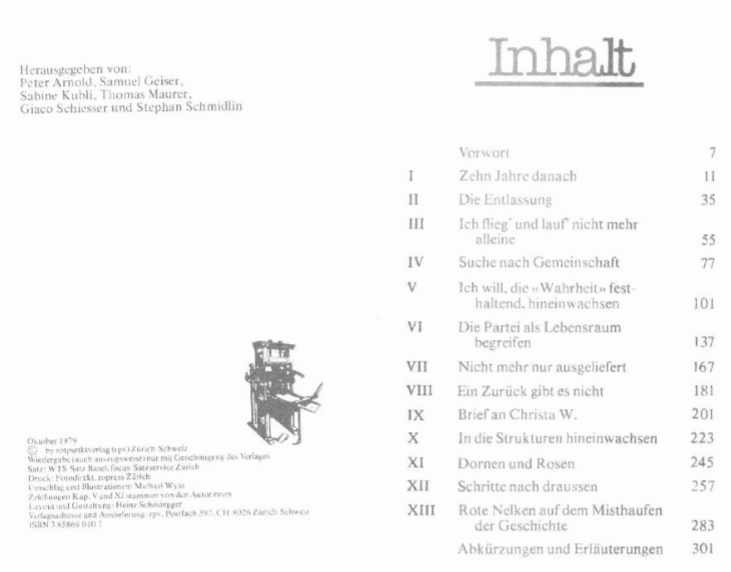 Herausgegeben von:
Peter Arnold, Samuel Geiser,
Sabine Kubli, Thomas Maurer,
Giaco Schiesser und Stephan Schmidlin
Oktober 1979
© by rotpunktverlag (rpv) Zürich, Schweiz
Wiedergabe (auch auszugsweise) nur mit Genehmigung des Verlages
Satz: WTS Satz Basel, focus-Satzservice Zürich
Druck: Fotodirekt, ropress Zürich
Umschlag und Illustrationen: Michael Wyss
Zeichnungen Kap. V und XI stammen von den Autorinnen
Layout und Gestaltung: Heinz Scheidegger
Verlagsadresse und Auslieferung: rpv, Postfach 397, CH-8026 Zürich Schweiz
ISBN 3 85869 010 7
Inhalt
Vorwort 7
I Zehn Jahre danach 11
II Die Entlassung 35
III Ich flieg' und lauf' nicht mehr
alleine 55
IV Suche nach Gemeinschaft 77
V Ich will, die «Wahrheit» fest-
haltend, hineinwachsen 101
VI Die Partei als Lebensraum
begreifen 137
VII Nicht mehr nur ausgeliefert 167
VIII Ein Zurück gibt es nicht 181
IX Brief an Christa W. 201
X In die Strukturen hineinwachsen 223
XI Dornen und Rosen 245
XII Schritte nach draussen 257
XIII Rote Nelken auf dem Misthaufen
der Geschichte 283
Abkürzungen und Erläuterungen 301